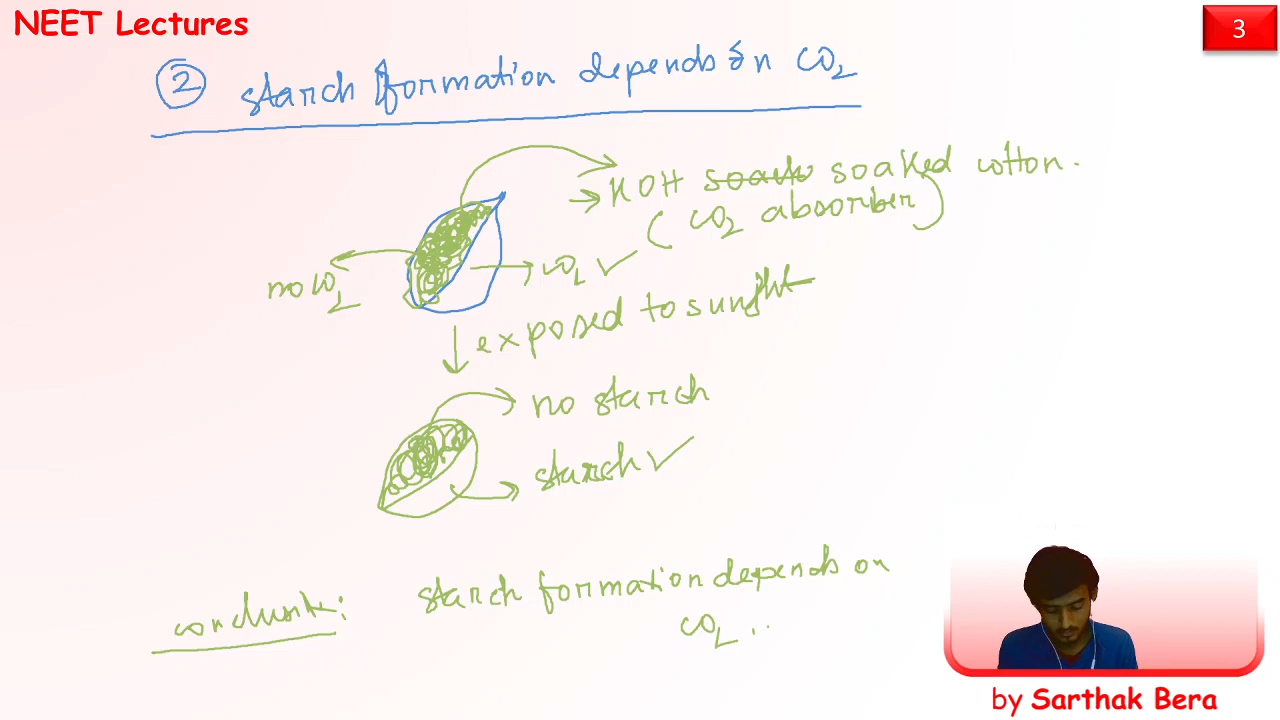 NEET Lectures
3
② starch formation depends on CO2
→ KOH soaked cotton.
(CO2 absorber)
no CO2
CO2 ✓
exposed to sunlight
no starch
starch ✓
conclusion: starch formation depends on
CO2 ..
by Sarthak Bera